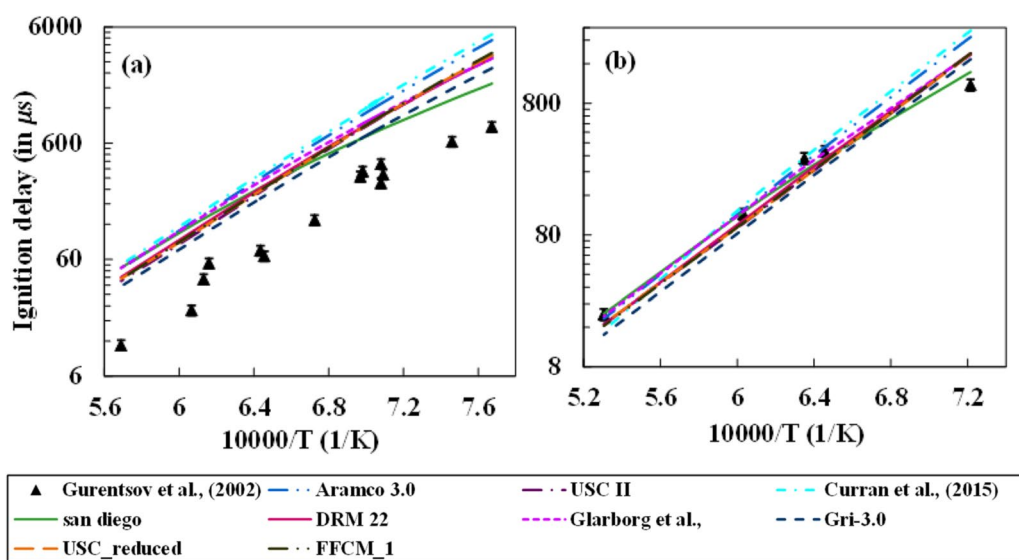 6000
600
60
6
Ignition delay (in µs)
(a)
5.6 6 6.4 6.8 7.2 7.6
10000/T (1/K)
800
80
8
(b)
5.2 5.6 6 6.4 6.8 7.2
10000/T (1/K)
Gurentsov et al., (2002) Aramco 3.0 USC II Curran et al., (2015)
san diego DRM 22 Glarborg et al., Gri-3.0
USC_reduced FFCM_1